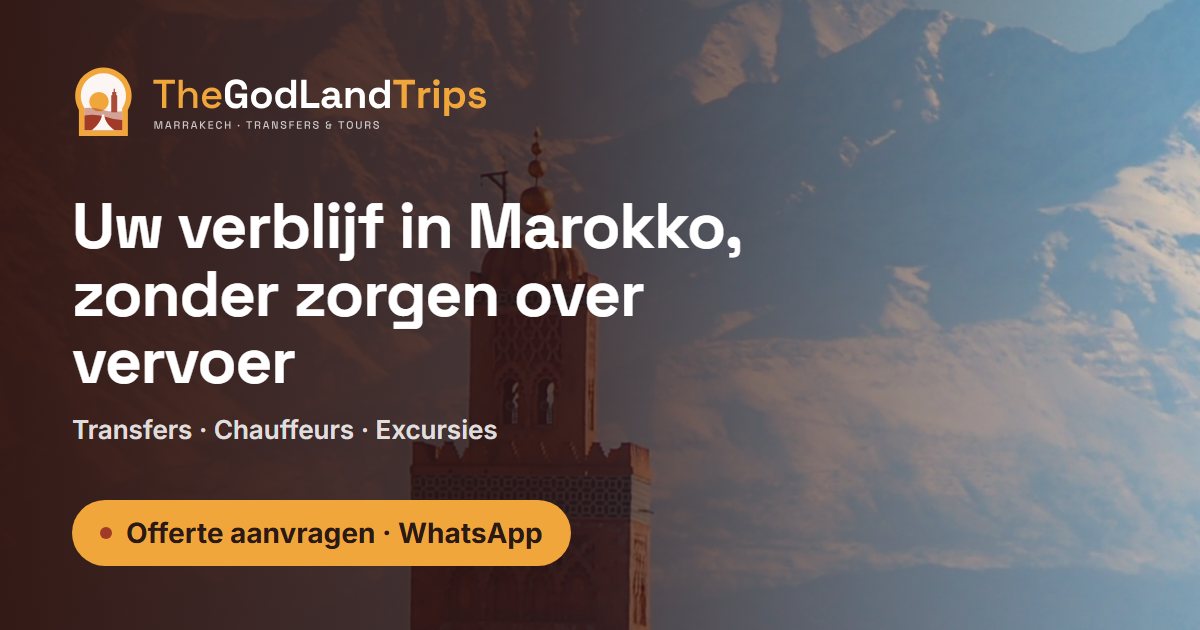 TheGodLandTrips
MARRAKECH · TRANSFERS & TOURS
Uw verblijf in Marokko,
zonder zorgen over
vervoer
Transfers · Chauffeurs · Excursies
Offerte aanvragen · WhatsApp